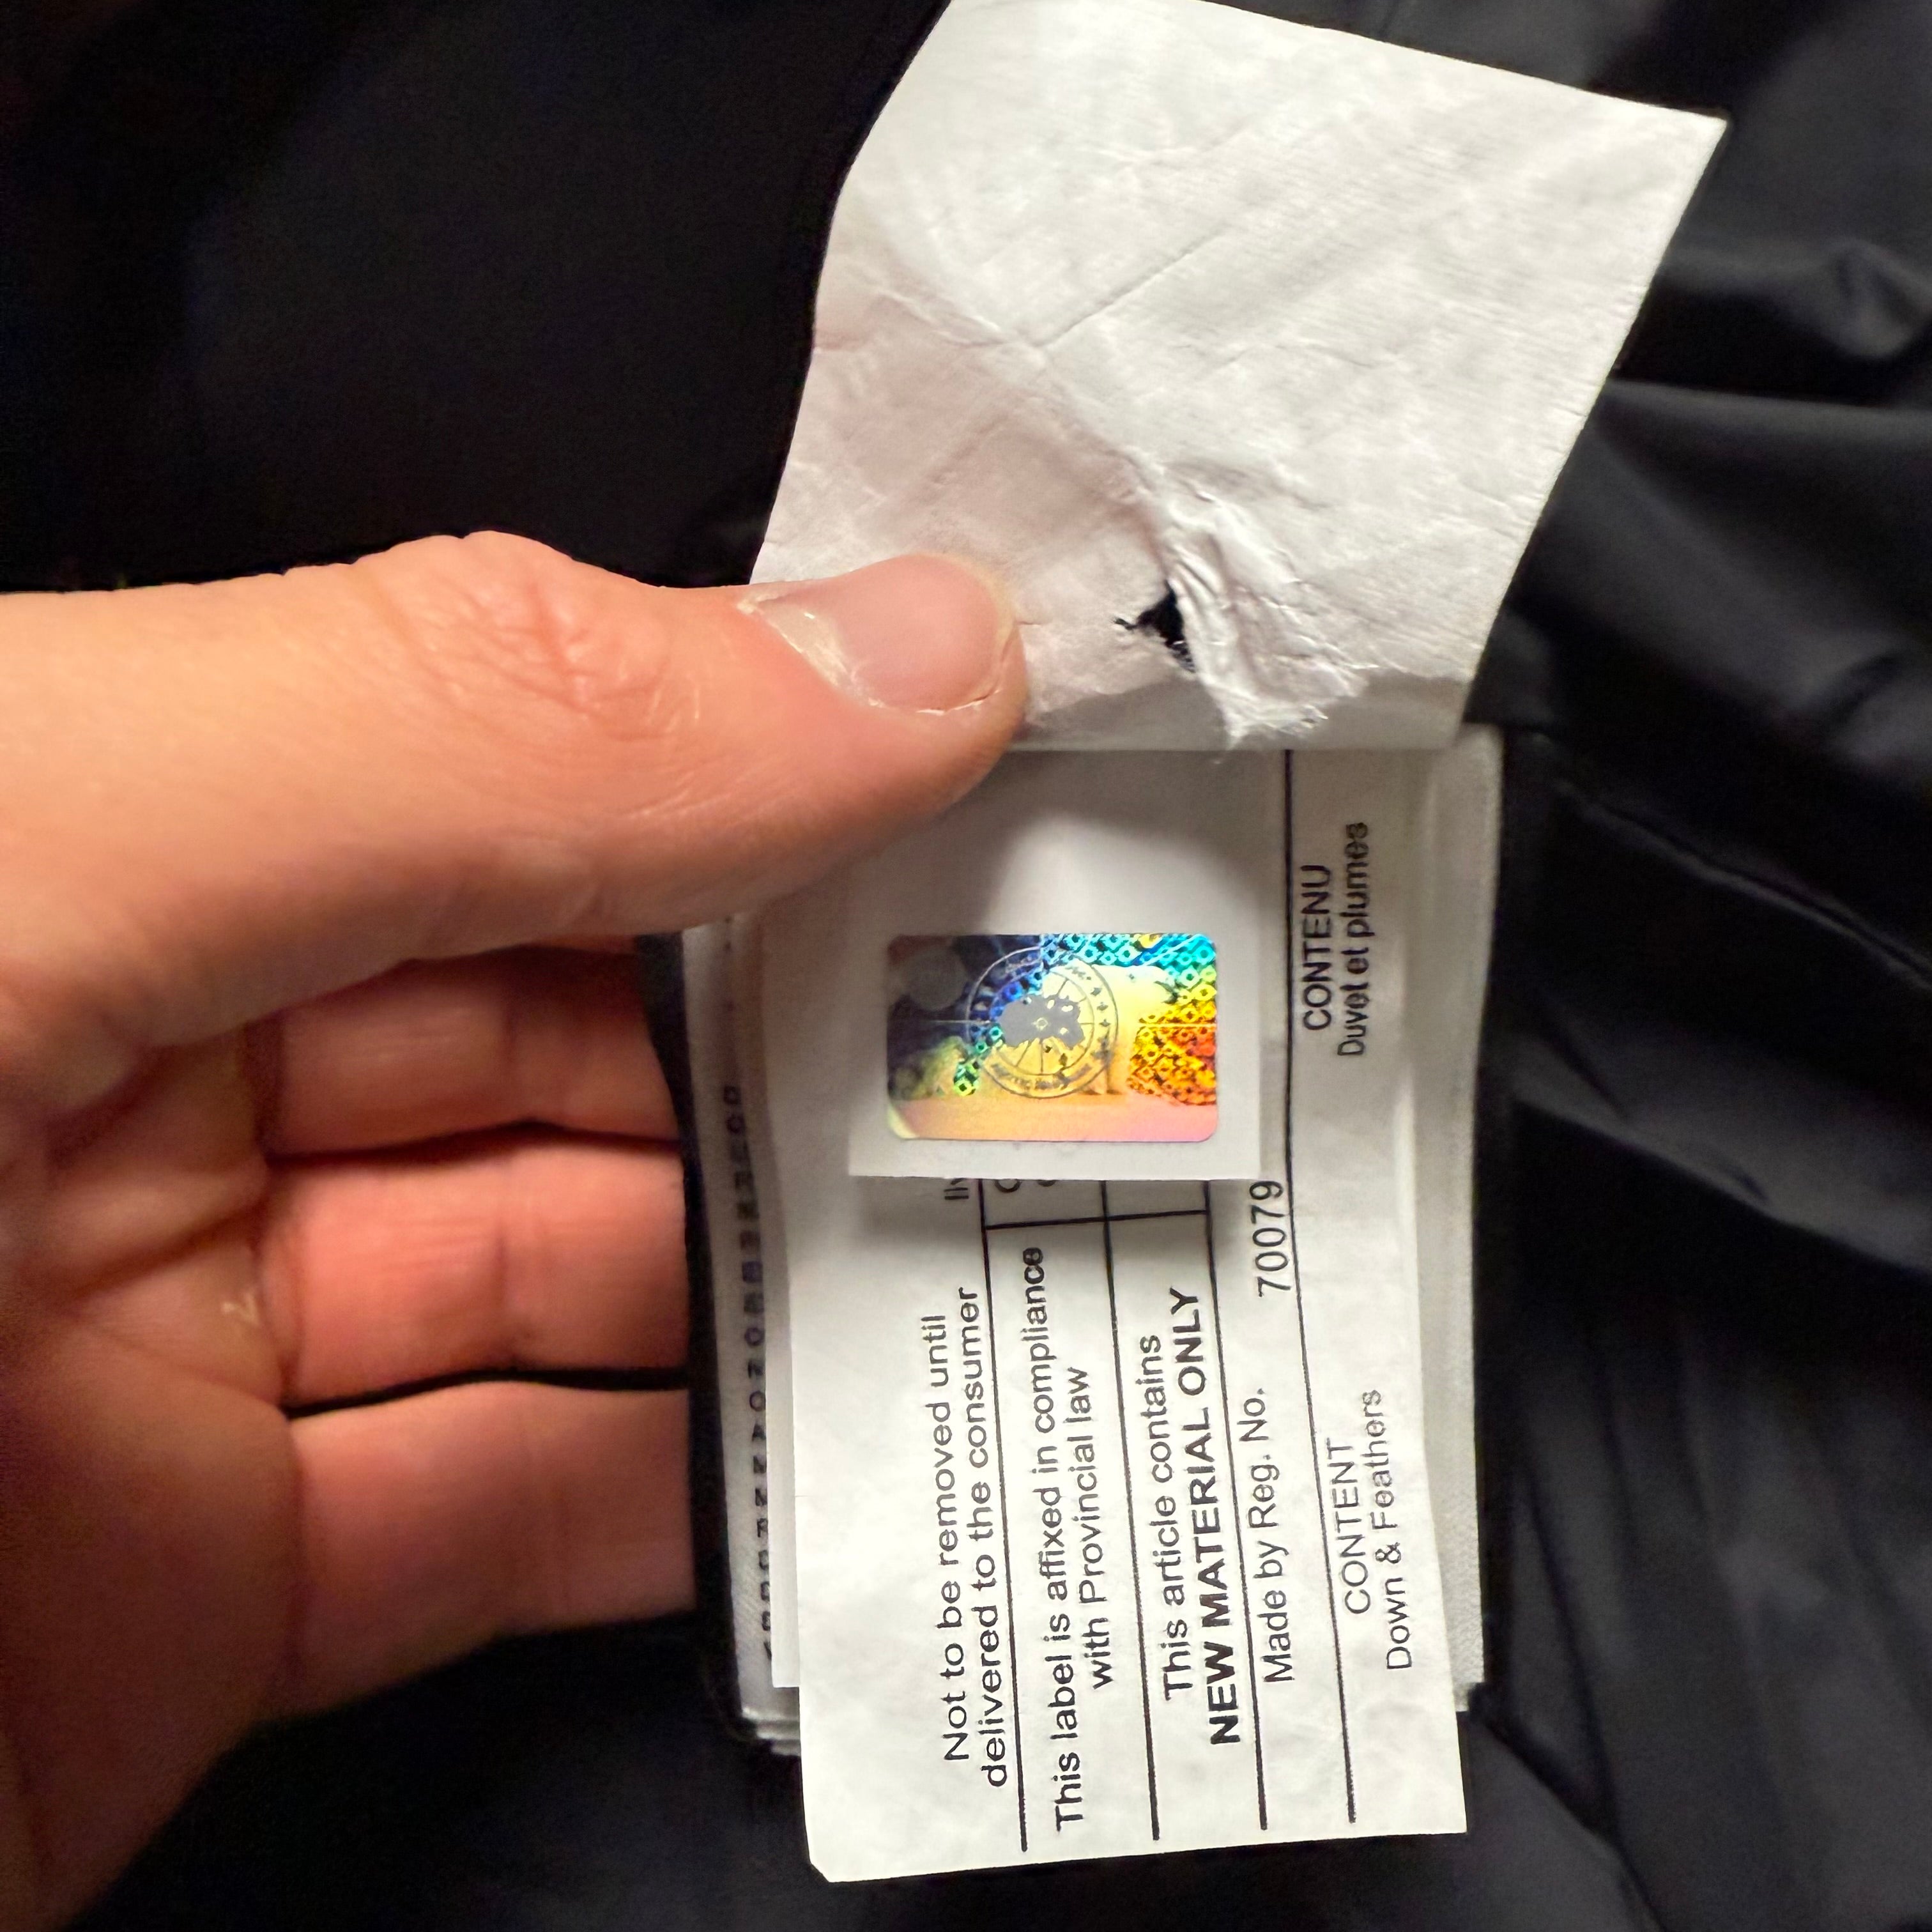 Not to be removed until
delivered to the consumer
This label is affixed in compliance
with Provincial law
This article contains
NEW MATERIAL ONLY
Made by Reg. No. 70079
CONTENT
Down & Feathers
CONTENU
Duvet et plumes